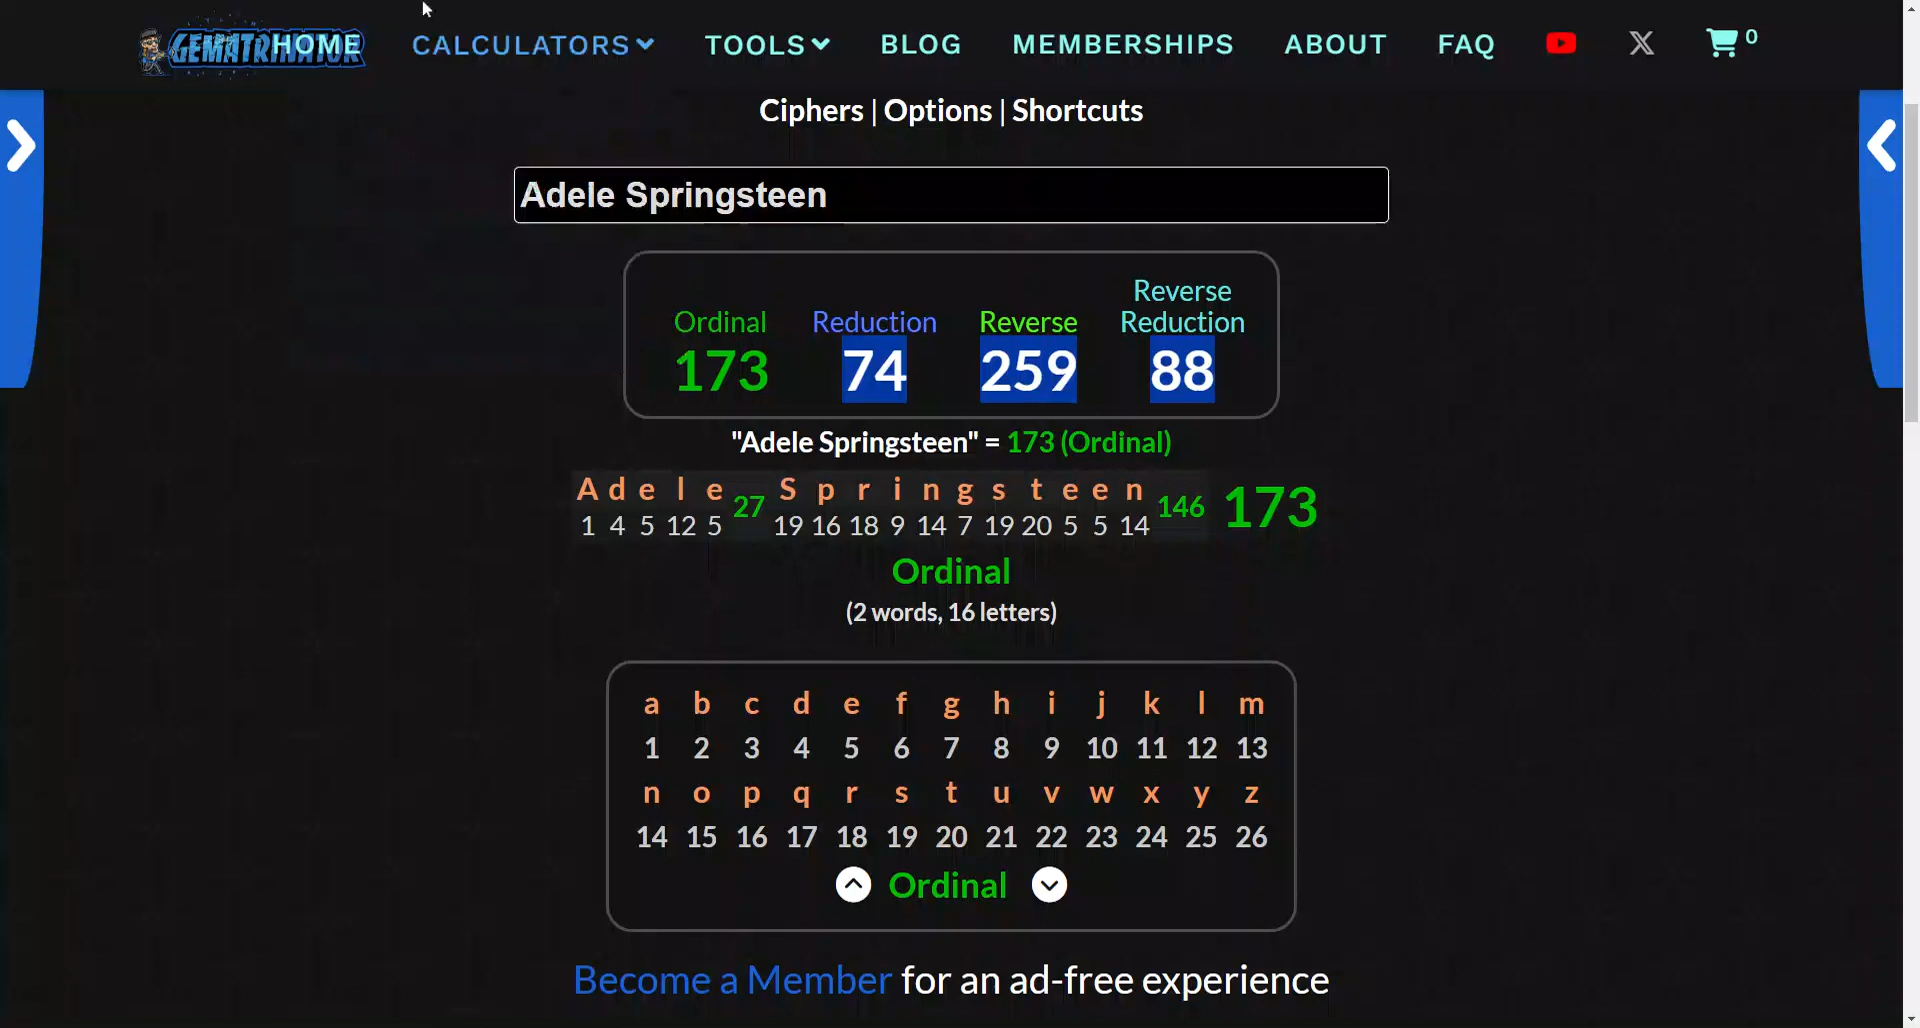 GEMATRINATOR
HOME CALCULATORS TOOLS BLOG MEMBERSHIPS ABOUT FAQ X 0
Ciphers | Options | Shortcuts
Adele Springsteen
Ordinal Reduction Reverse Reverse Reduction
173 74 259 88
"Adele Springsteen" = 173 (Ordinal)
A d e l e 27 S p r i n g s t e e n 146 173
1 4 5 12 5 19 16 18 9 14 7 19 20 5 5 14
Ordinal
(2 words, 16 letters)
a b c d e f g h i j k l m
1 2 3 4 5 6 7 8 9 10 11 12 13
n o p q r s t u v w x y z
14 15 16 17 18 19 20 21 22 23 24 25 26
Ordinal
Become a Member for an ad-free experience